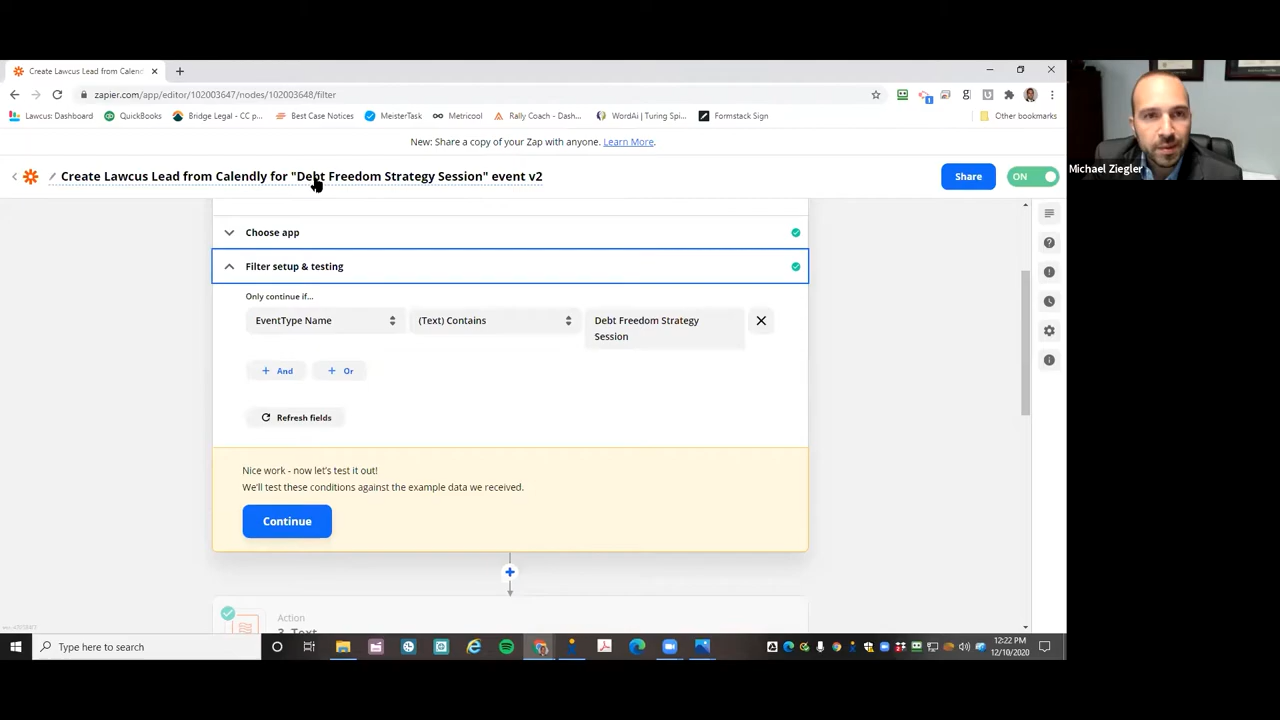 Create Lawcus Lead from Calend
zapier.com/app/editor/102003647/nodes/102003648/filter
Lawcus: Dashboard
QuickBooks
Bridge Legal - CC p...
Best Case Notices
MeisterTask
Metricool
Rally Coach - Dash...
WordAi | Turing Spi...
Formstack Sign
Other bookmarks
New: Share a copy of your Zap with anyone. Learn More.
Create Lawcus Lead from Calendly for "Debt Freedom Strategy Session" event v2
Share
ON
Michael Ziegler
Choose app
Filter setup & testing
Only continue if...
EventType Name
(Text) Contains
Debt Freedom Strategy
Session
+ And
+ Or
Refresh fields
Nice work - now let's test it out!
We'll test these conditions against the example data we received.
Continue
Action
3. Text
Type here to search
12:22 PM
12/10/2020